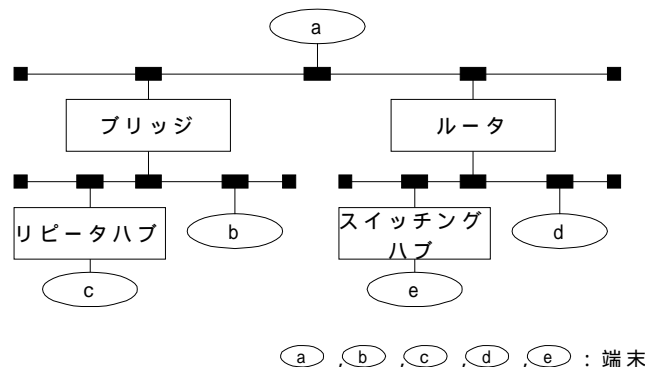 a
ブリッジ
ルータ
リピータハブ
b
スイッチング
ハブ
d
c
e
a , b , c , d , e : 端末